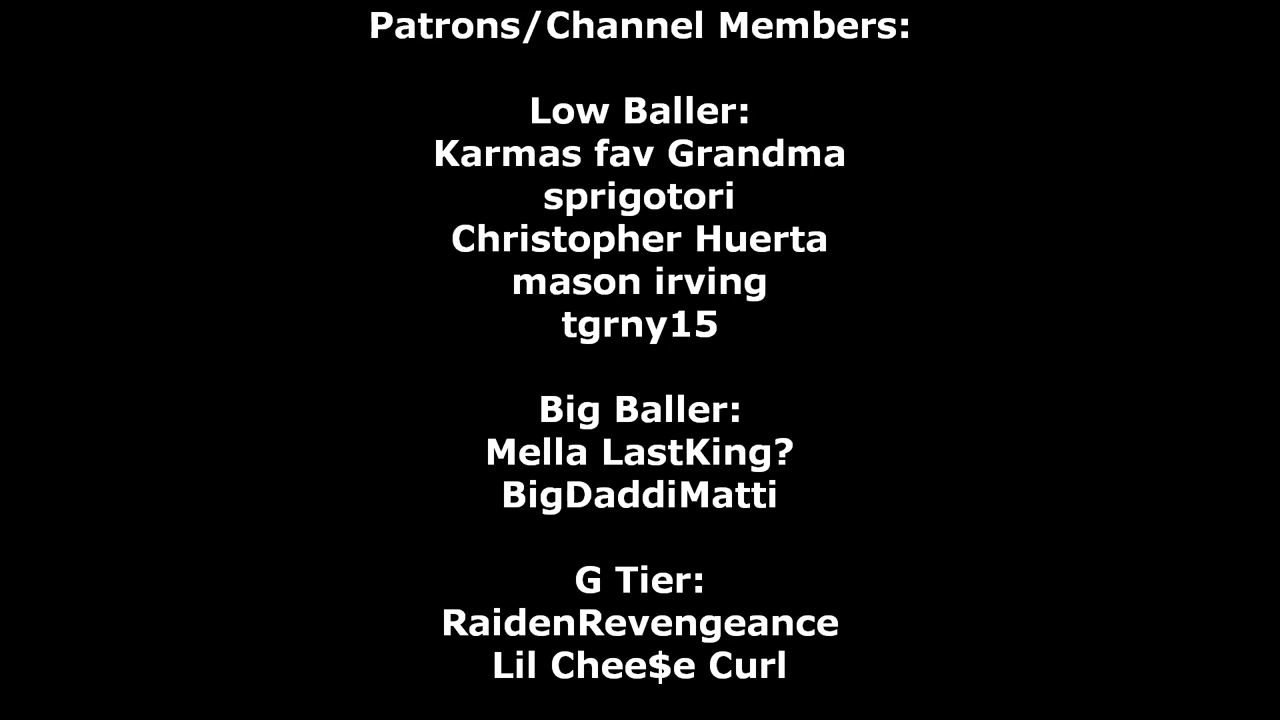 Patrons/Channel Members:
Low Baller:
Karmas fav Grandma
sprigotori
Christopher Huerta
mason irving
tgrny15
Big Baller:
Mella LastKing?
BigDaddiMatti
G Tier:
RaidenRevengeance
Lil Chee$e Curl